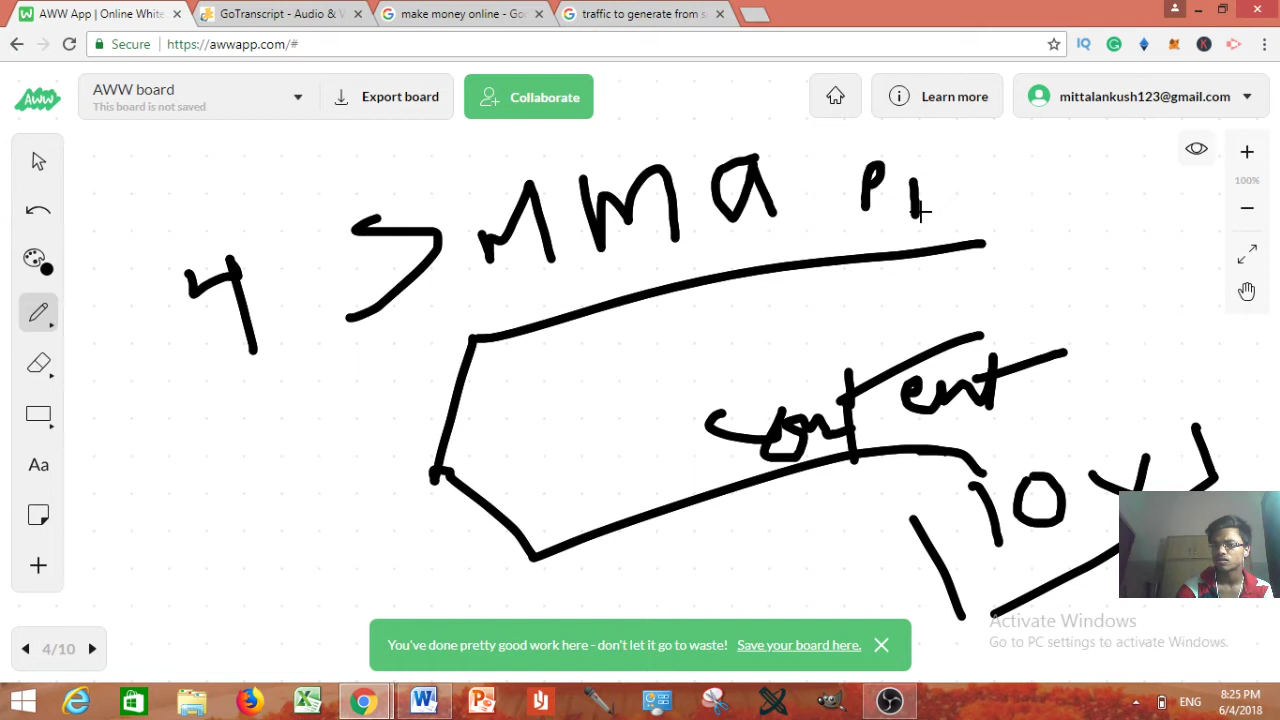 AWW App | Online White
GoTranscript - Audio & V
make money online - Goo
traffic to generate from s
Secure
https://awwapp.com/#
AWW
AWW board
This board is not saved
Export board
Collaborate
Learn more
mittalankush123@gmail.com
100%
4 SMMA Pl
content
10
Aa
4/10
You've done pretty good work here - don't let it go to waste! Save your board here.
Activate Windows
Go to PC settings to activate Windows.
ENG
8:25 PM
6/4/2018